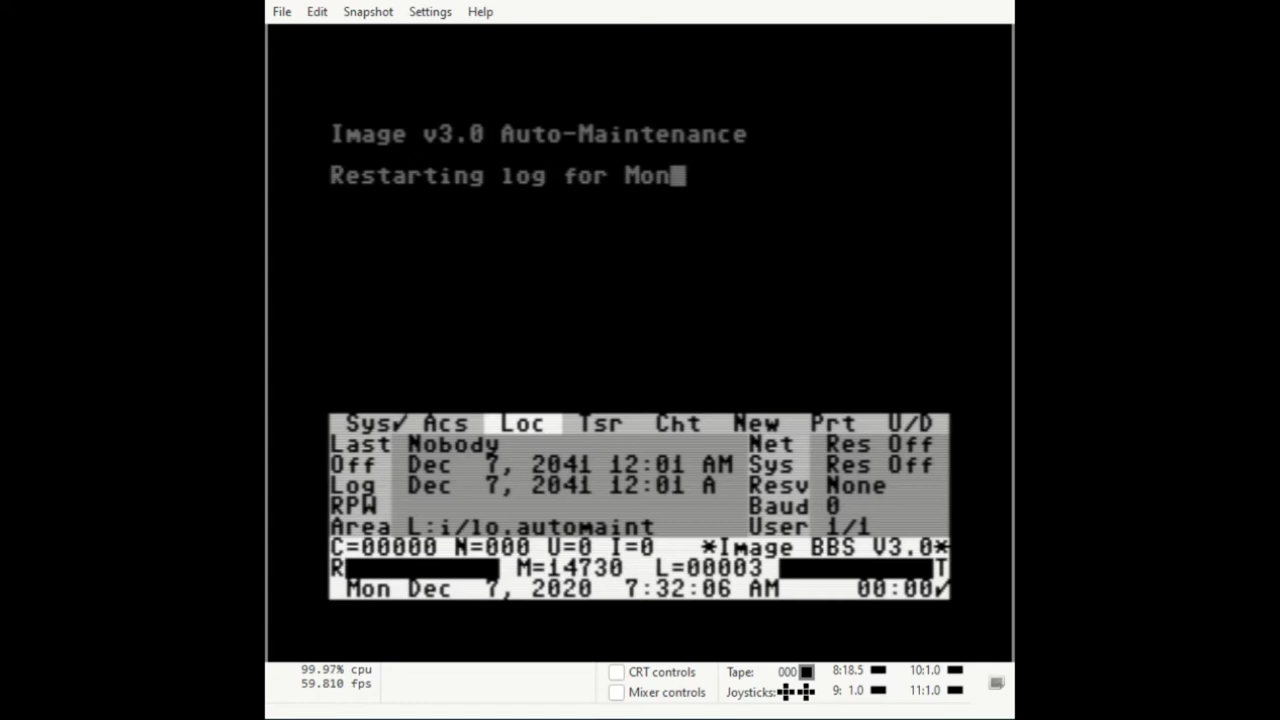 File Edit Snapshot Settings Help
Image v3.0 Auto-Maintenance
Restarting log for Mon
Sys✓ Acs Loc Tsr Cht New Prt U/D
Last Nobody Net Res Off
Off Dec 7, 2041 12:01 AM Sys Res Off
Log Dec 7, 2041 12:01 A Resv None
RPW Baud 0
Area L:i/lo.automaint User 1/1
C=00000 N=000 U=0 I=0 *Image BBS V3.0*
R M=14730 L=00003 T
Mon Dec 7, 2020 7:32:06 AM 00:00✓
99.97% cpu
59.810 fps
CRT controls
Mixer controls
Tape: 000
Joysticks:
8:18.5 10:1.0
9: 1.0 11:1.0